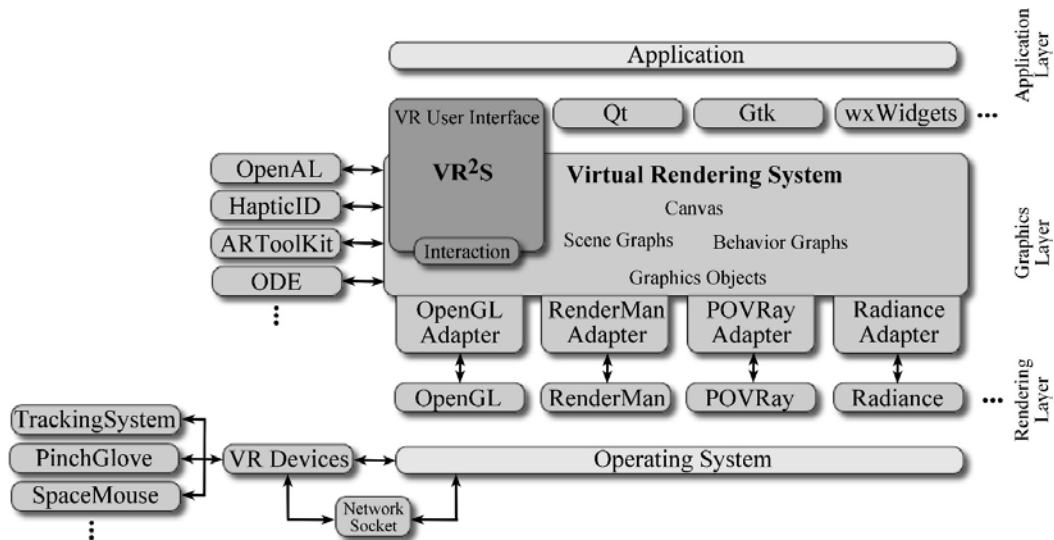 Application
Application
Layer
VR User Interface
Qt
Gtk
wxWidgets
...
VR²S
Virtual Rendering System
Canvas
Scene Graphs
Behavior Graphs
Interaction
Graphics Objects
Graphics
Layer
OpenAL
HapticID
ARToolKit
ODE
...
OpenGL
Adapter
RenderMan
Adapter
POVRay
Adapter
Radiance
Adapter
OpenGL
RenderMan
POVRay
Radiance
...
Rendering
Layer
TrackingSystem
PinchGlove
SpaceMouse
...
VR Devices
Operating System
Network
Socket